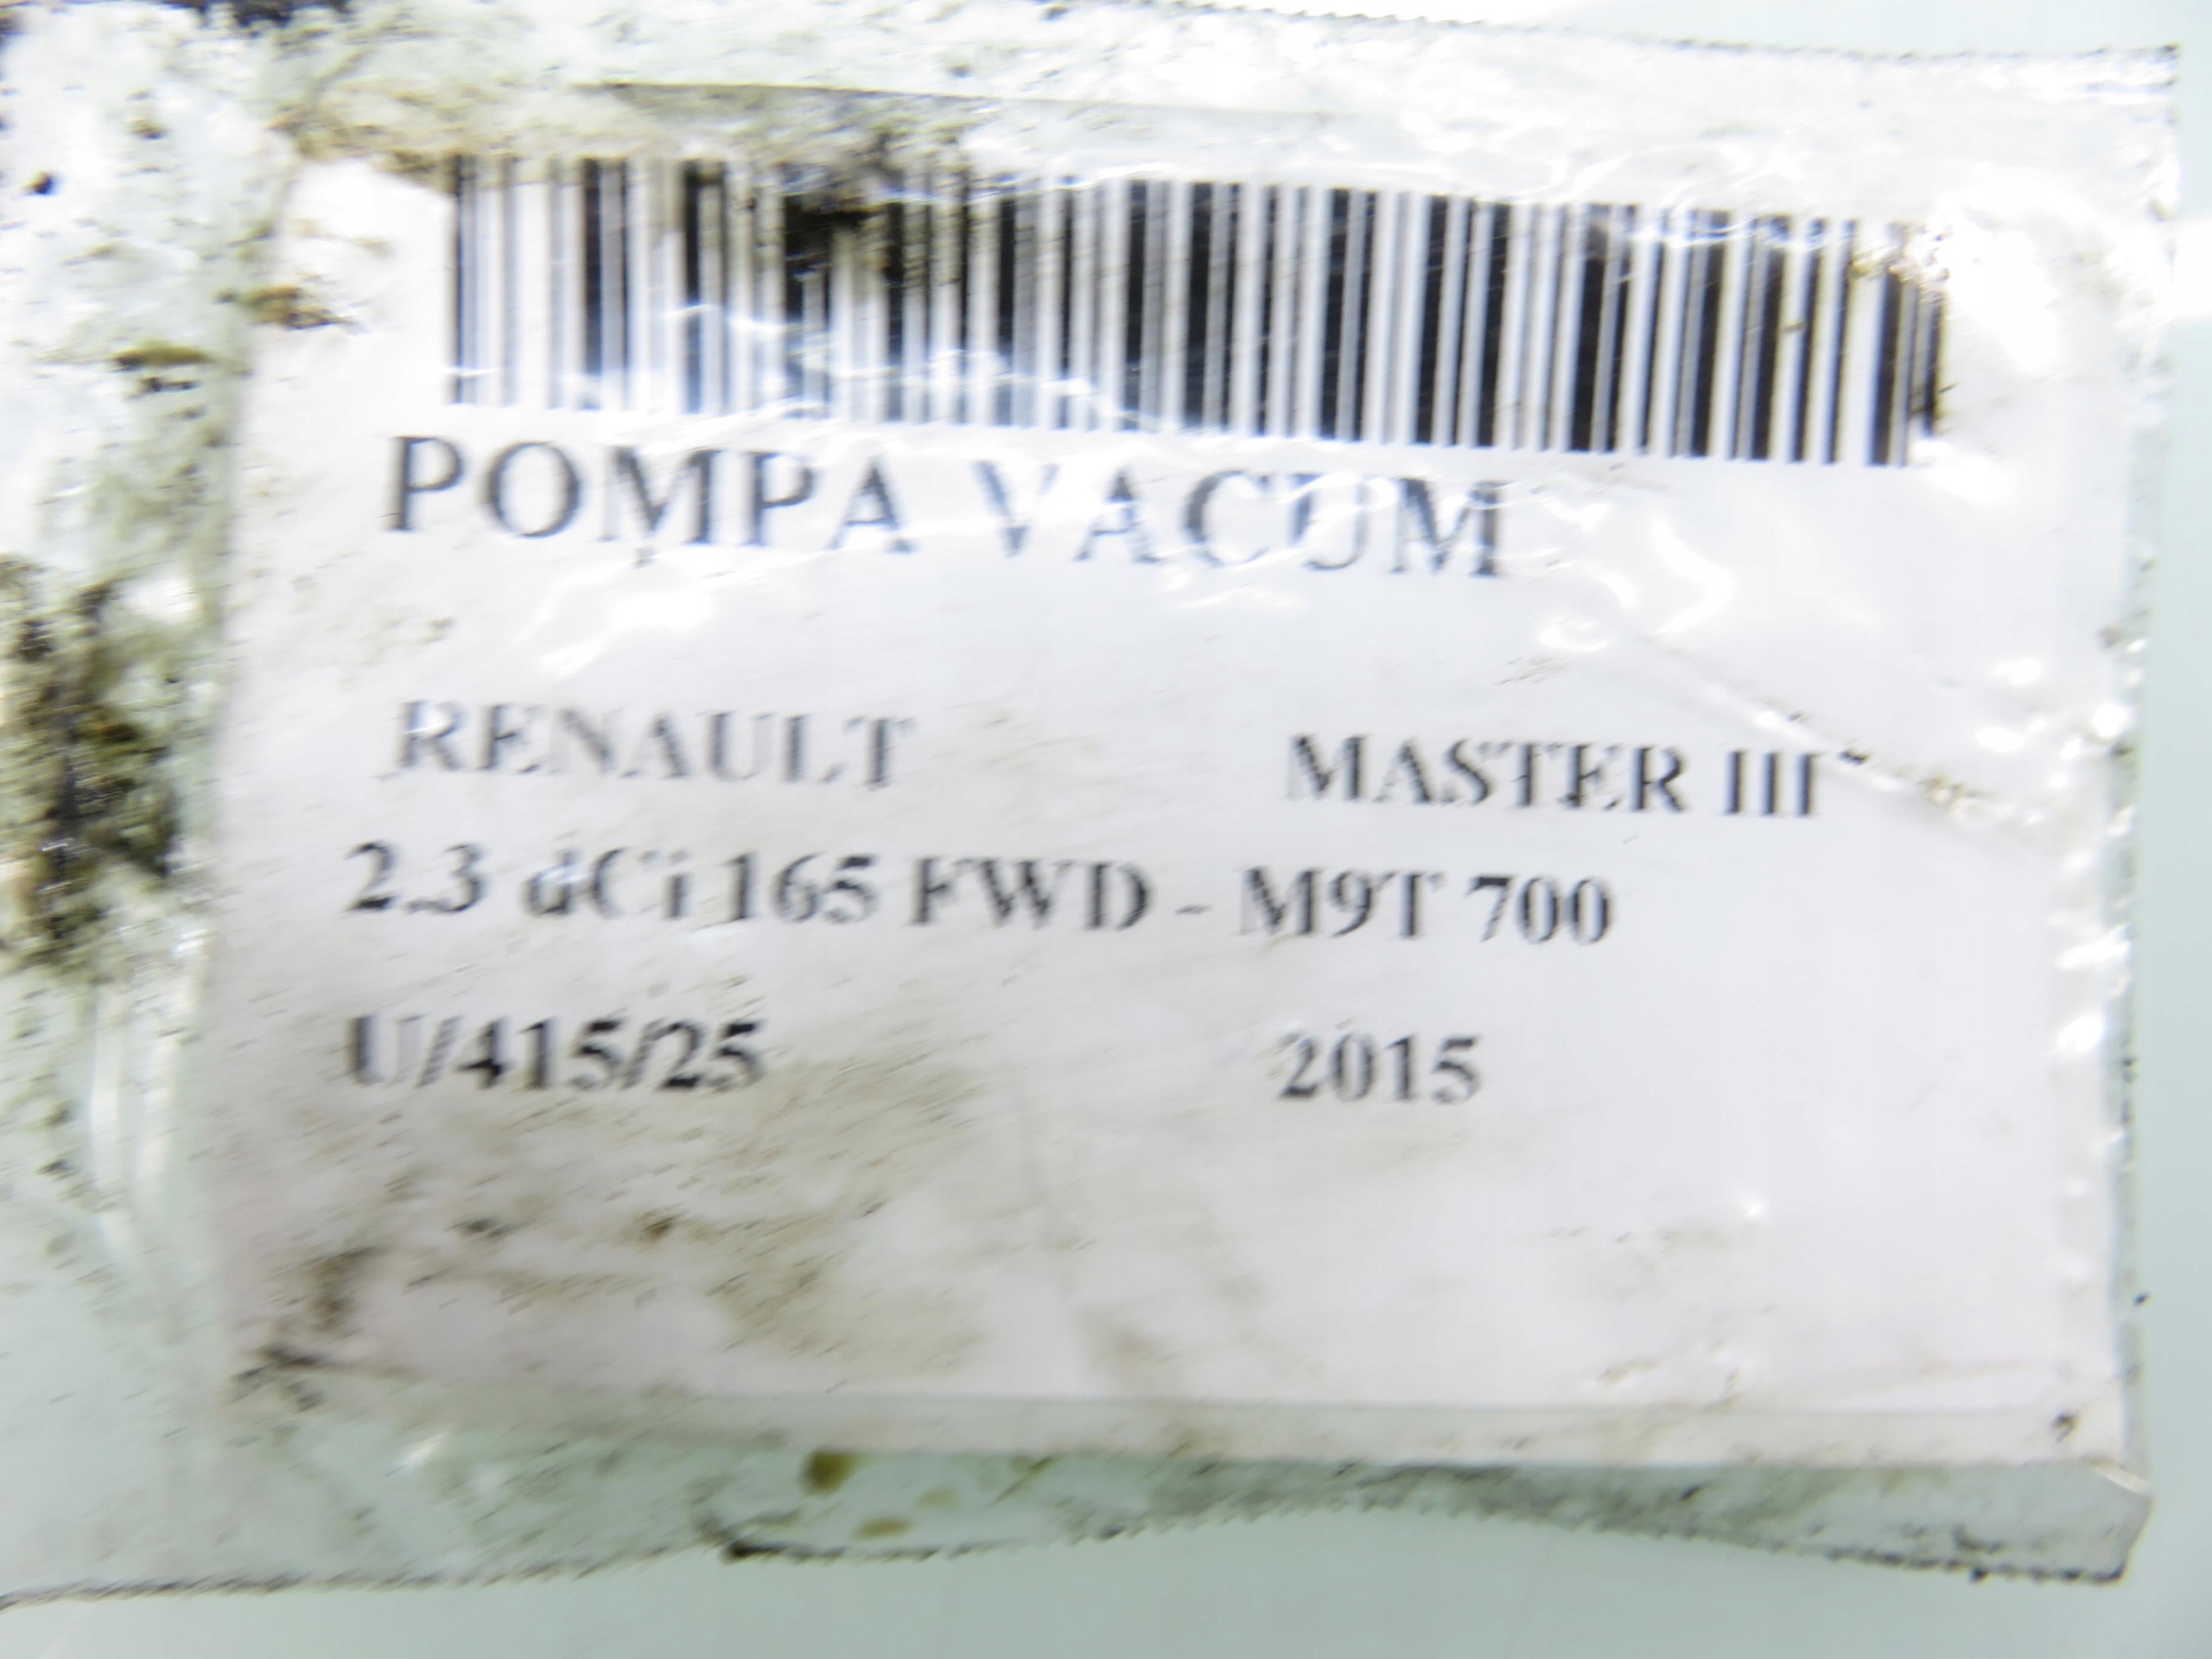 POMPA VACUM
RENAULT MASTER III
2.3 dCi 165 FWD - M9T 700
U/415/25 2015